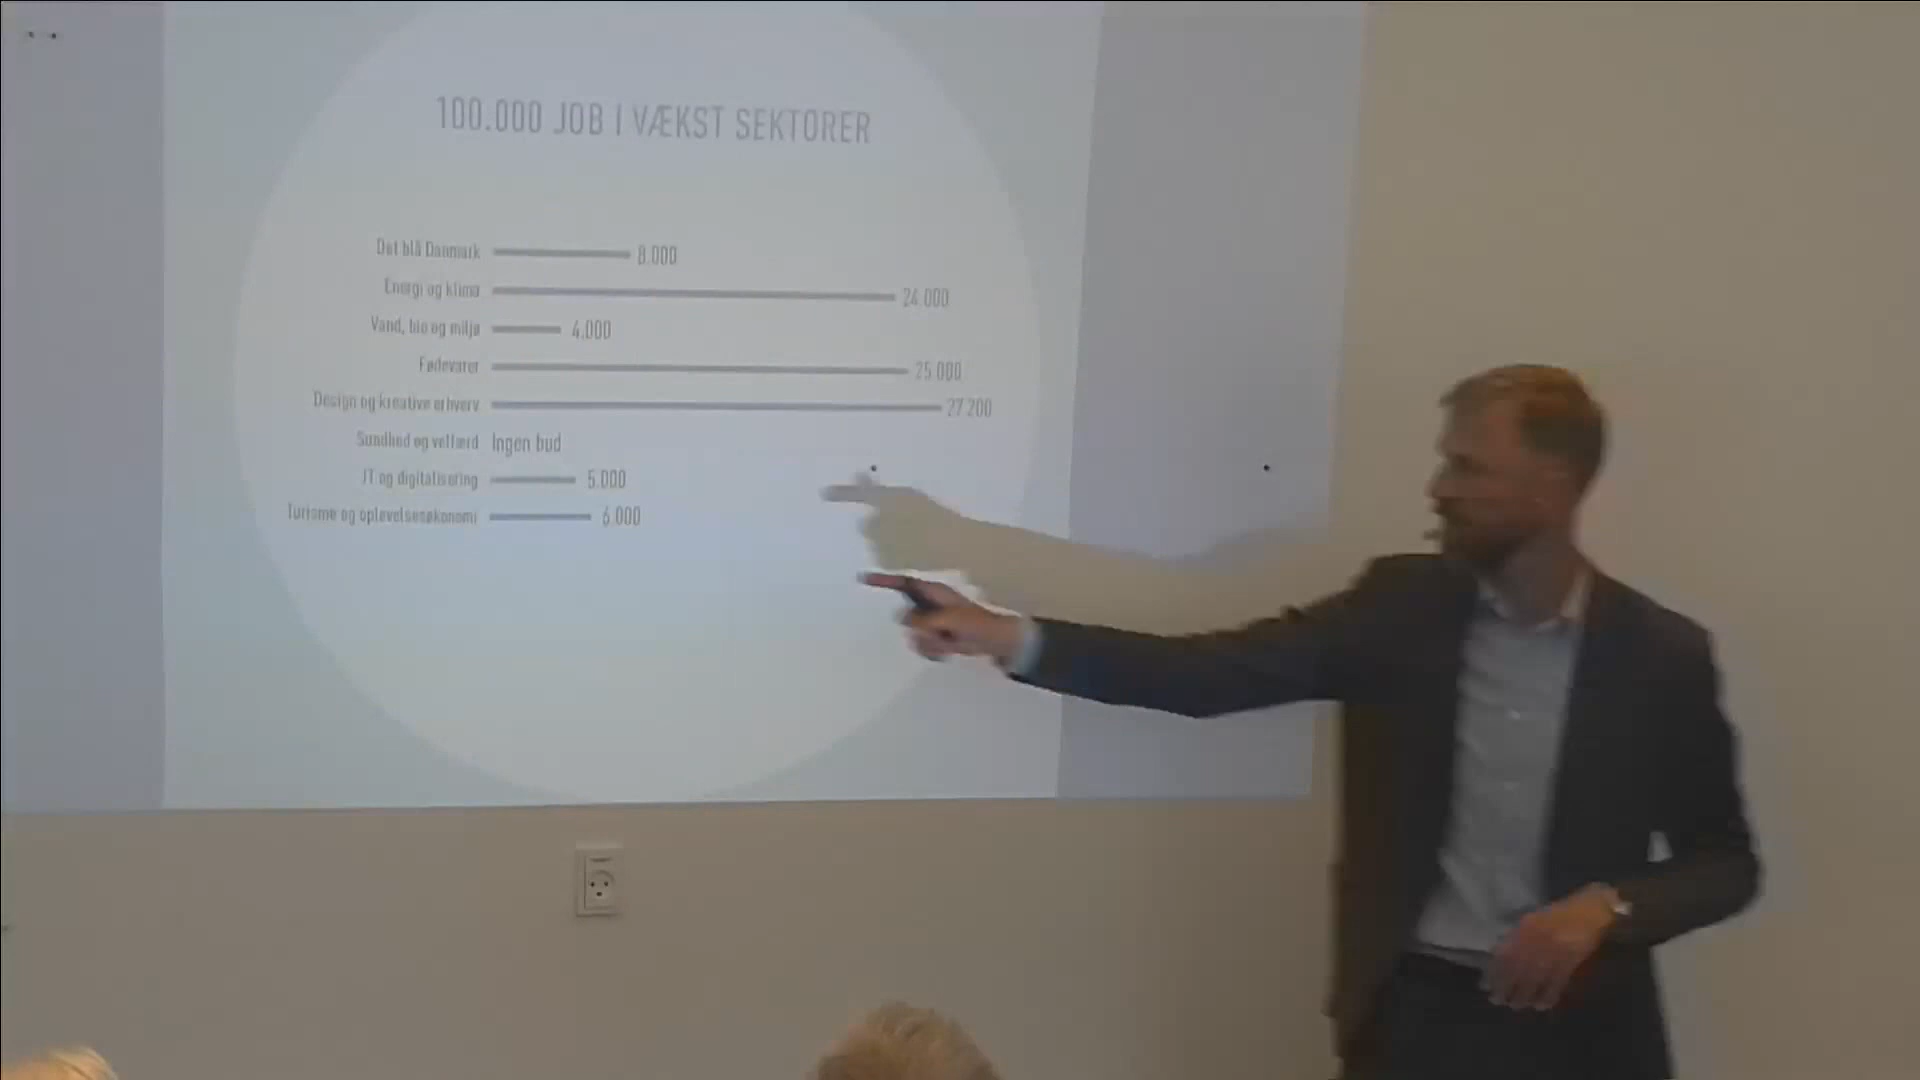 100.000 JOB I VÆKST SEKTORER
Det blå Danmark 8.000
Energi og klima 24.000
Vand, bio og miljø 4.000
Fødevarer 25.000
Design og kreative erhverv 27.200
Sundhed og velfærd Ingen bud
IT og digitalisering 5.000
Turisme og oplevelsesøkonomi 6.000